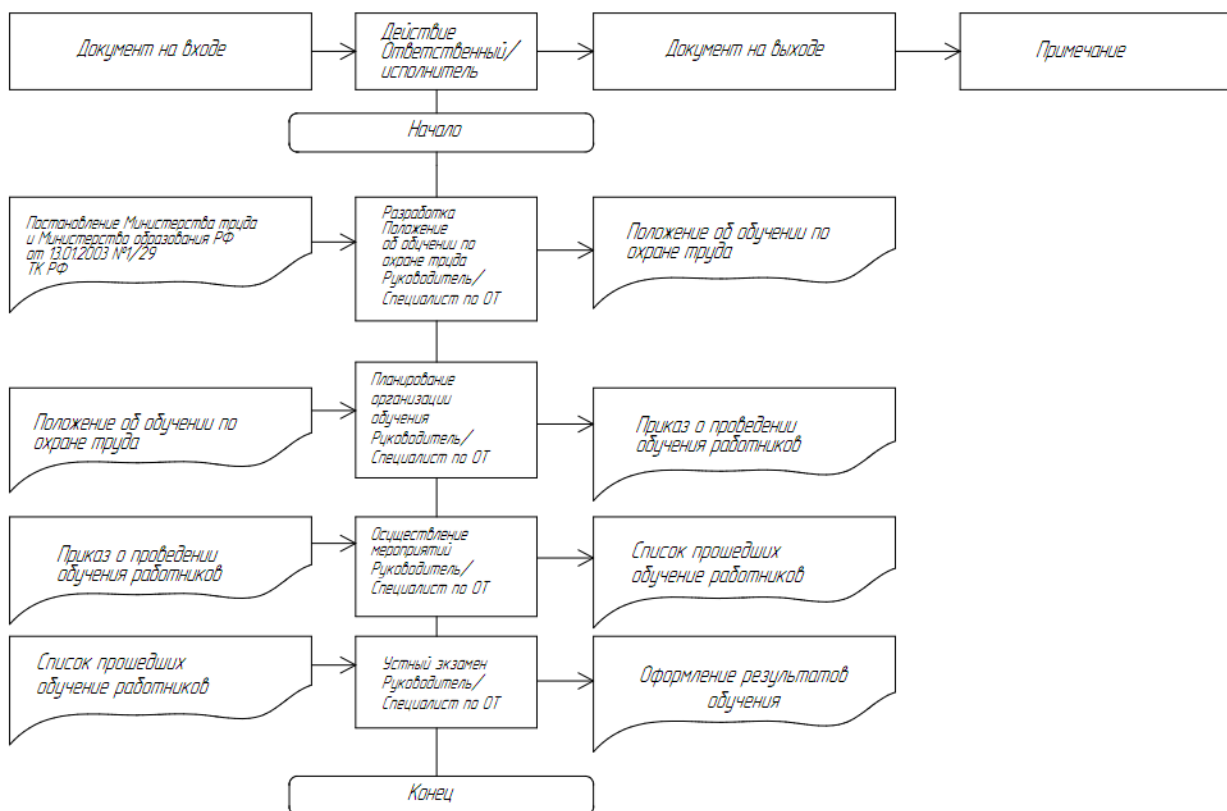 Документ на входе
Действие
Ответственный/
исполнитель
Документ на выходе
Примечание
Начало
Постановление Министерства труда
и Министерство образования РФ
от 13.01.2003 №1/29
ТК РФ
Разработка
Положение
об обучении по
охране труда
Руководитель/
Специалист по ОТ
Положение об обучении по
охране труда
Положение об обучении по
охране труда
Планирование
организации
обучения
Руководитель/
Специалист по ОТ
Приказ о проведении
обучения работников
Приказ о проведении
обучения работников
Осуществление
мероприятий
Руководитель/
Специалист по ОТ
Список прошедших
обучение работников
Список прошедших
обучение работников
Устный экзамен
Руководитель/
Специалист по ОТ
Оформление результатов
обучения
Конец